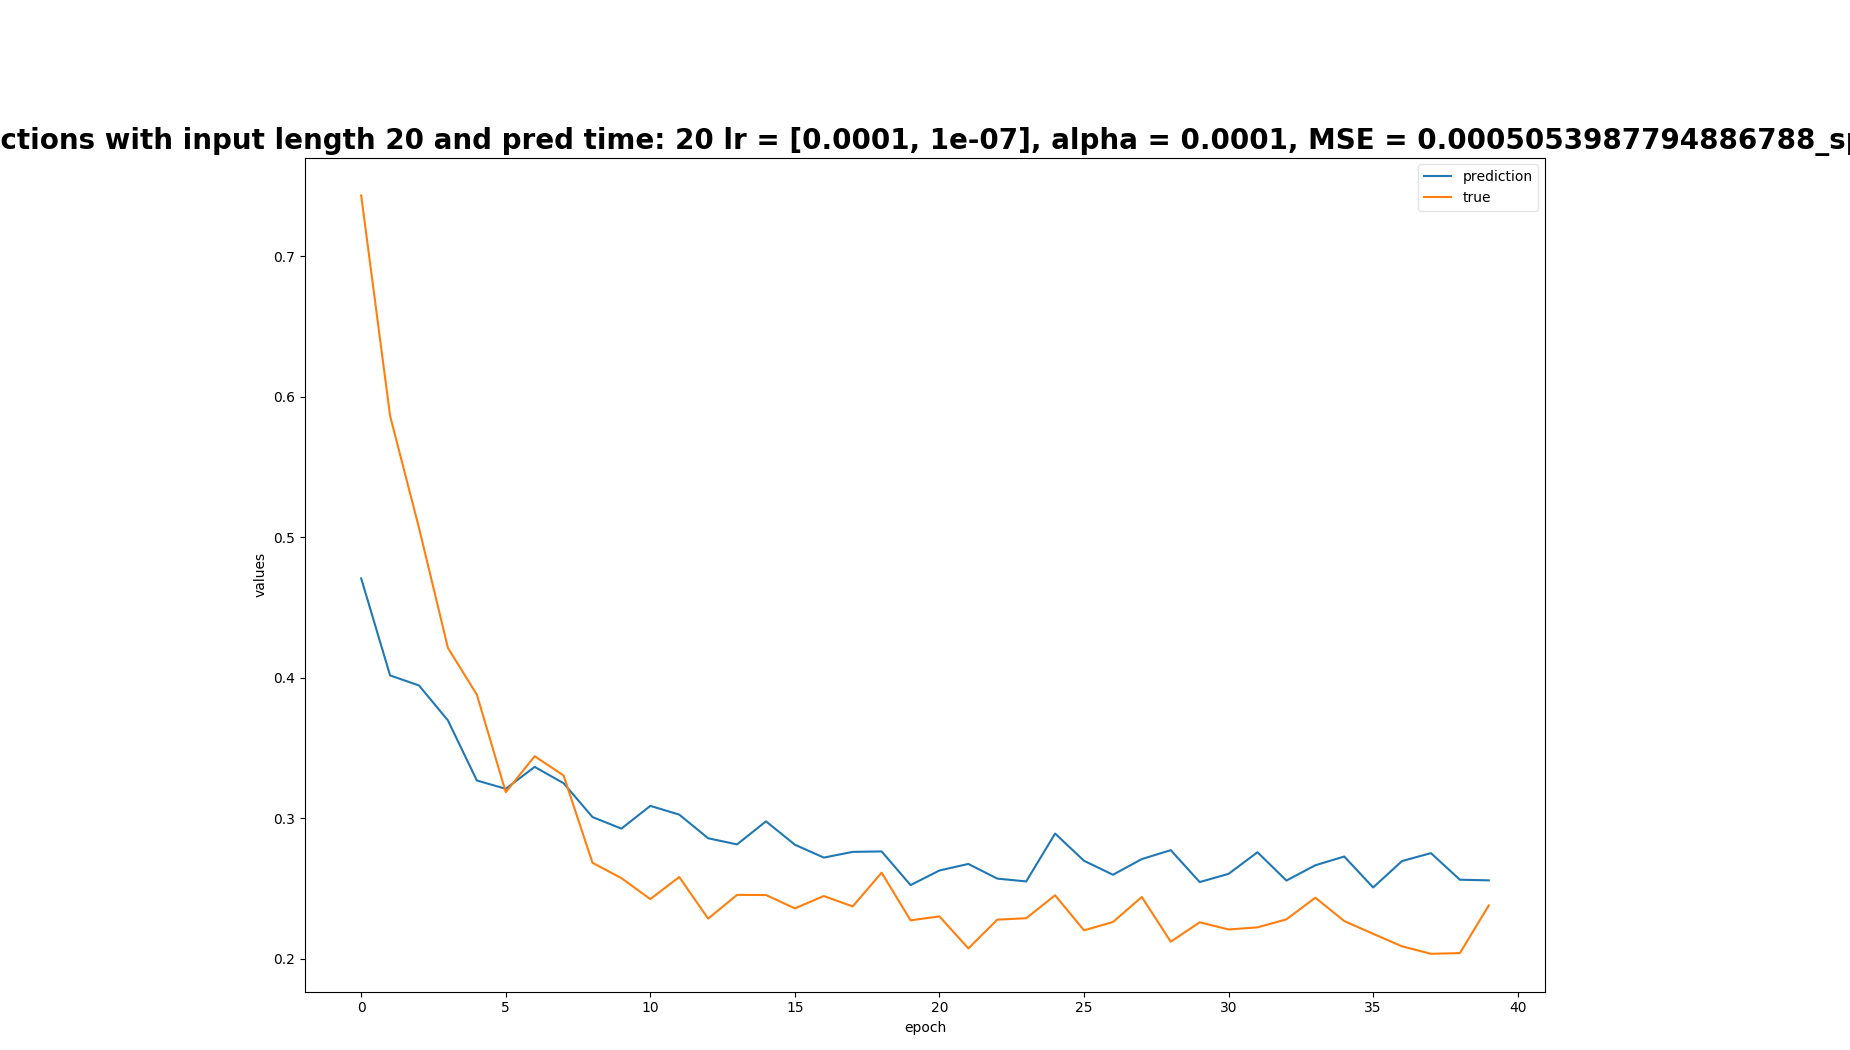 ctions with input length 20 and pred time: 20 lr = [0.0001, 1e-07], alpha = 0.0001, MSE = 0.0005053987794886788_sp
prediction
true
0.7
0.6
0.5
0.4
0.3
0.2
values
0 5 10 15 20 25 30 35 40
epoch